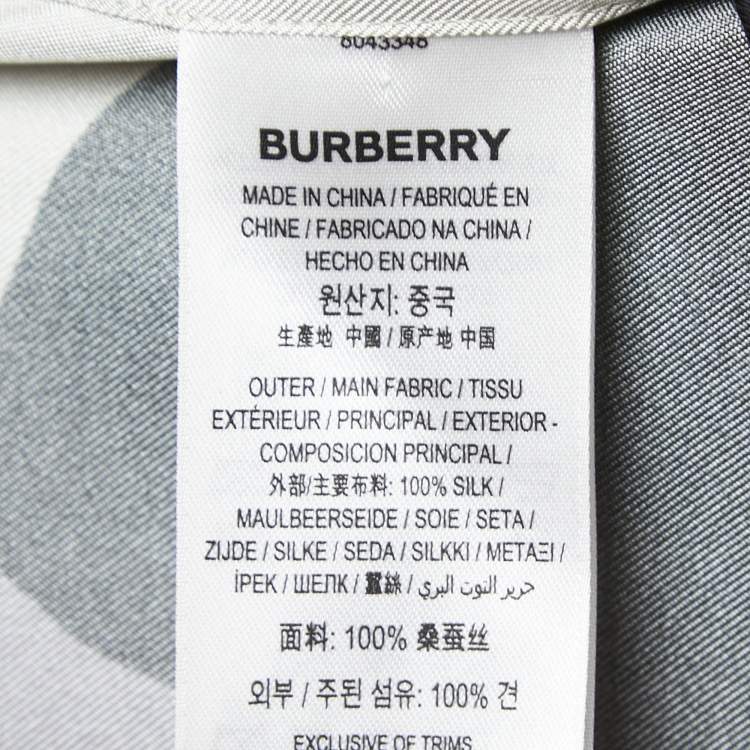 8043348
BURBERRY
MADE IN CHINA / FABRIQUÉ EN
CHINE / FABRICADO NA CHINA /
HECHO EN CHINA
원산지: 중국
生產地 中國 / 原产地 中国
OUTER / MAIN FABRIC / TISSU
EXTÉRIEUR / PRINCIPAL / EXTERIOR -
COMPOSICION PRINCIPAL /
外部/主要布料: 100% SILK /
MAULBEERSEIDE / SOIE / SETA /
ZIJDE / SILKE / SEDA / SILKKI / ΜΕΤΑΞΙ /
İPEK / ШЕЛК / 蠶絲 / حرير التوت البري
面料: 100% 桑蚕丝
외부 / 주된 섬유: 100% 견
EXCLUSIVE OF TRIMS